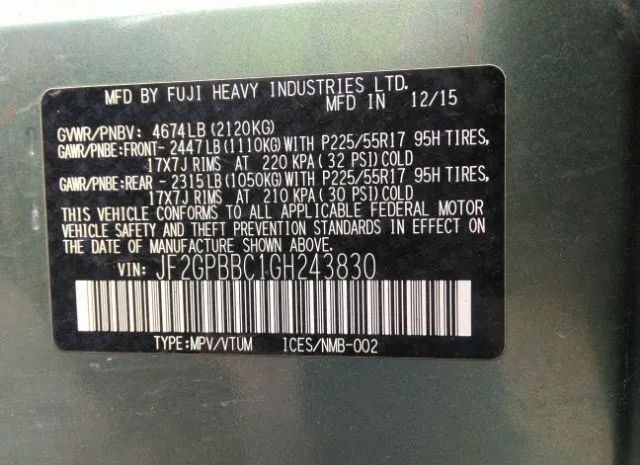 MFD BY FUJI HEAVY INDUSTRIES LTD.
MFD IN 12/15
GVWR/PNBV: 4674LB(2120KG)
GAWR/PNBE:FRONT- 2447LB(1110KG)WITH P225/55R17 95H TIRES,
17X7J RIMS AT 220 KPA( 32 PSI)COLD
GAWR/PNBE:REAR - 2315LB(1050KG)WITH P225/55R17 95H TIRES,
17X7J RIMS AT 210 KPA( 30 PSI)COLD
THIS VEHICLE CONFORMS TO ALL APPLICABLE FEDERAL MOTOR
VEHICLE SAFETY AND THEFT PREVENTION STANDARDS IN EFFECT ON
THE DATE OF MANUFACTURE SHOWN ABOVE.
VIN: JF2GPBBC1GH243830
TYPE:MPV/VTUM ICES/NMB-002